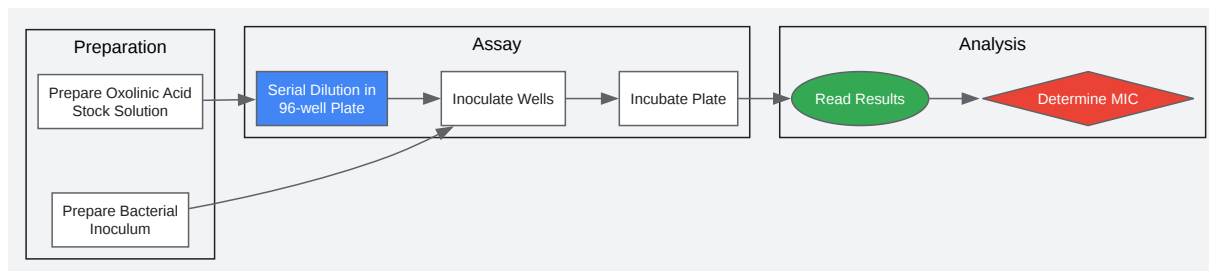 Preparation
Prepare Oxolinic Acid
Stock Solution
Prepare Bacterial
Inoculum
Assay
Serial Dilution in
96-well Plate
Inoculate Wells
Incubate Plate
Analysis
Read Results
Determine MIC